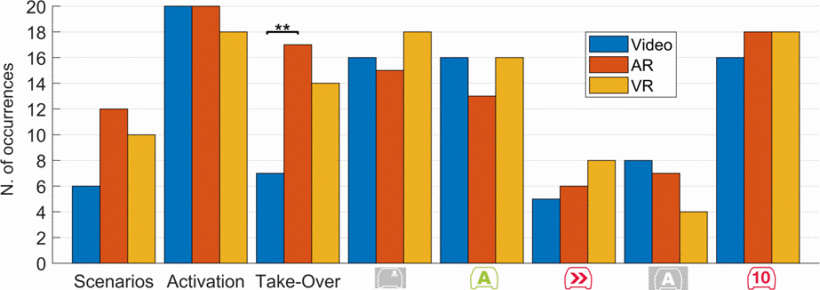 20
18
16
14
12
10
8
6
4
2
0
N. of occurrences
**
Video
AR
VR
Scenarios Activation Take-Over A A 10